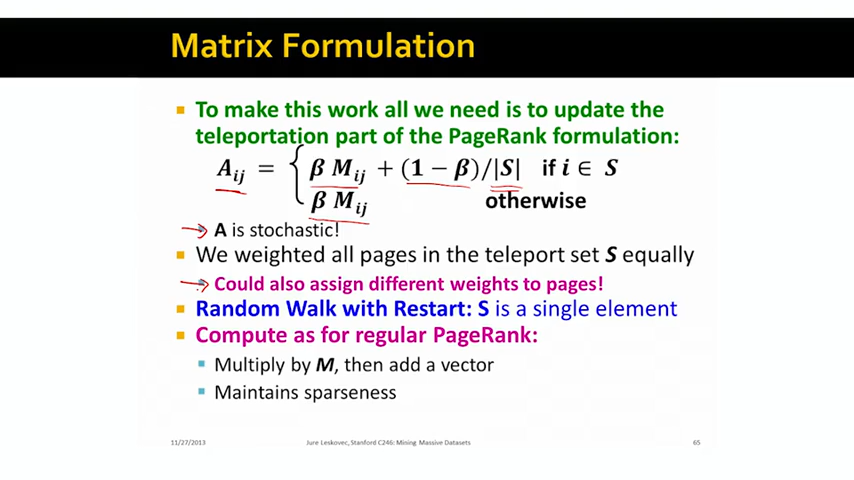 Matrix Formulation
To make this work all we need is to update the
teleportation part of the PageRank formulation:
A_ij = { β M_ij + (1 − β)/|S| if i ∈ S
β M_ij otherwise
A is stochastic!
We weighted all pages in the teleport set S equally
Could also assign different weights to pages!
Random Walk with Restart: S is a single element
Compute as for regular PageRank:
Multiply by M, then add a vector
Maintains sparseness
11/27/2013 Jure Leskovec, Stanford C246: Mining Massive Datasets 65